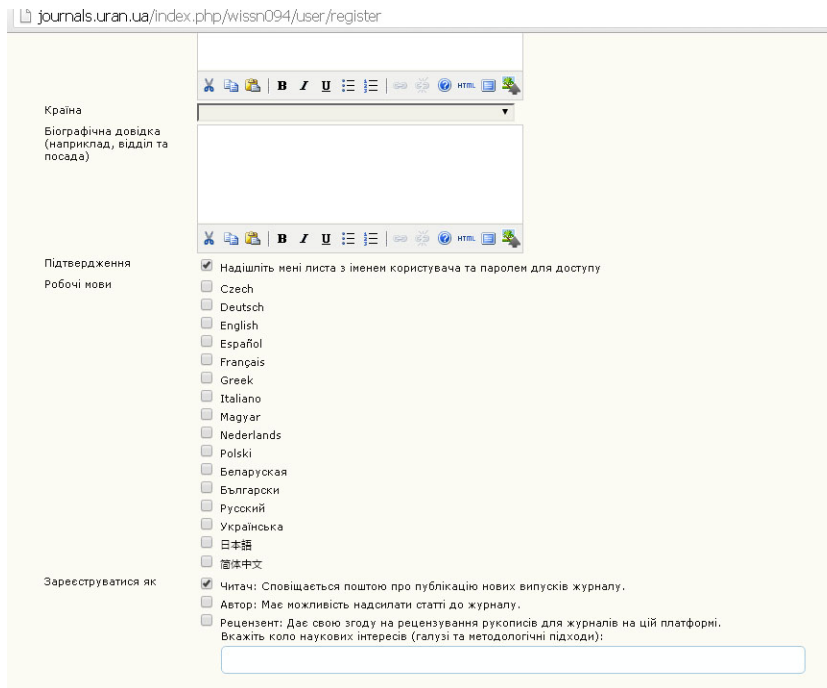 journals.uran.ua/index.php/wissn094/user/register
B I U HTML
Країна
Біографічна довідка
(наприклад, відділ та
посада)
B I U HTML
Підтвердження
Надішліть мені листа з іменем користувача та паролем для доступу
Робочі мови
Czech
Deutsch
English
Español
Français
Greek
Italiano
Magyar
Nederlands
Polski
Беларуская
Български
Русский
Українська
日本語
简体中文
Зареєструватися як
Читач: Сповіщається поштою про публікацію нових випусків журналу.
Автор: Має можливість надсилати статті до журналу.
Рецензент: Дає свою згоду на рецензування рукописів для журналів на цій платформі.
Вкажіть коло наукових інтересів (галузі та методологічні підходи):